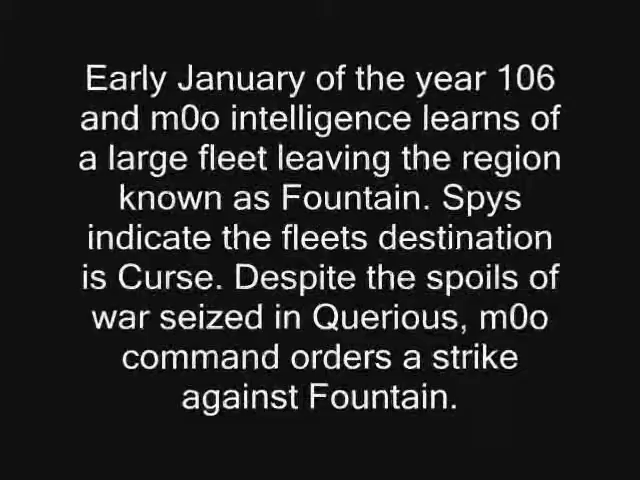 Early January of the year 106
and m0o intelligence learns of
a large fleet leaving the region
known as Fountain. Spys
indicate the fleets destination
is Curse. Despite the spoils of
war seized in Querious, m0o
command orders a strike
against Fountain.